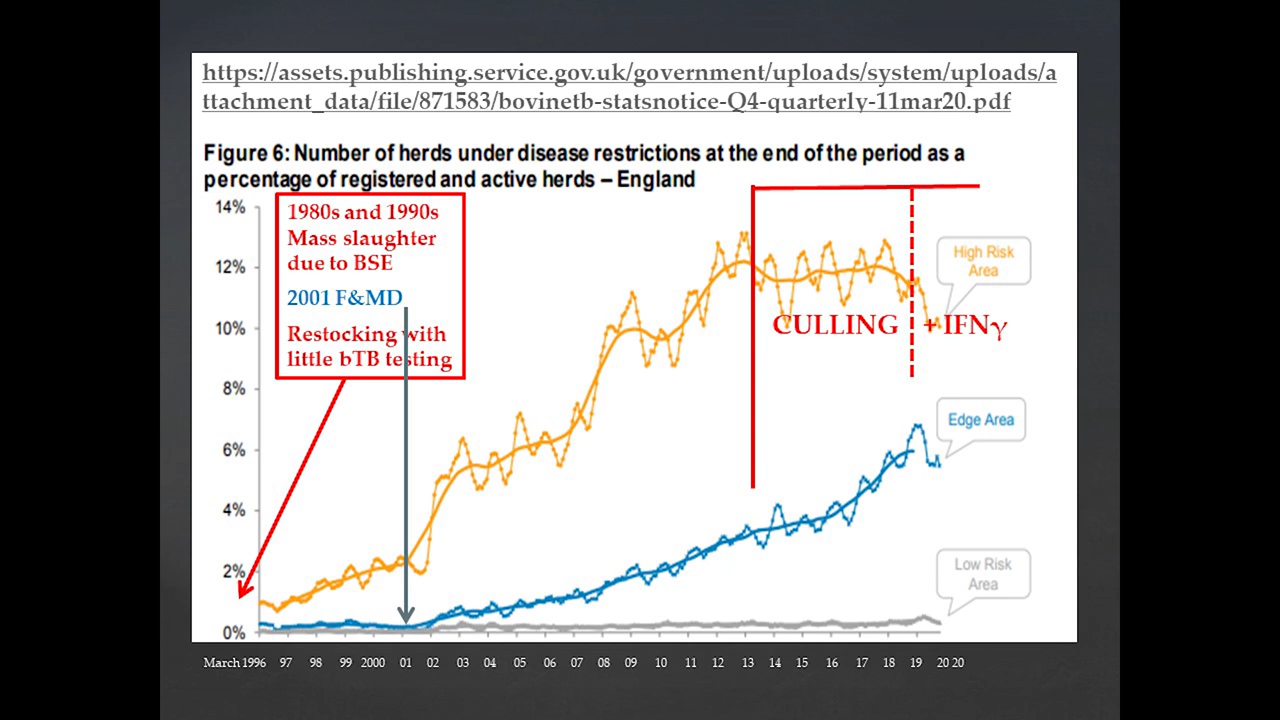 https://assets.publishing.service.gov.uk/government/uploads/system/uploads/a
ttachment_data/file/871583/bovinetb-statsnotice-Q4-quarterly-11mar20.pdf
Figure 6: Number of herds under disease restrictions at the end of the period as a
percentage of registered and active herds – England
14%
12%
10%
8%
6%
4%
2%
0%
1980s and 1990s
Mass slaughter
due to BSE
2001 F&MD
Restocking with
little bTB testing
High Risk
Area
CULLING
+ IFNγ
Edge Area
Low Risk
Area
March 1996 97 98 99 2000 01 02 03 04 05 06 07 08 09 10 11 12 13 14 15 16 17 18 19 20 20